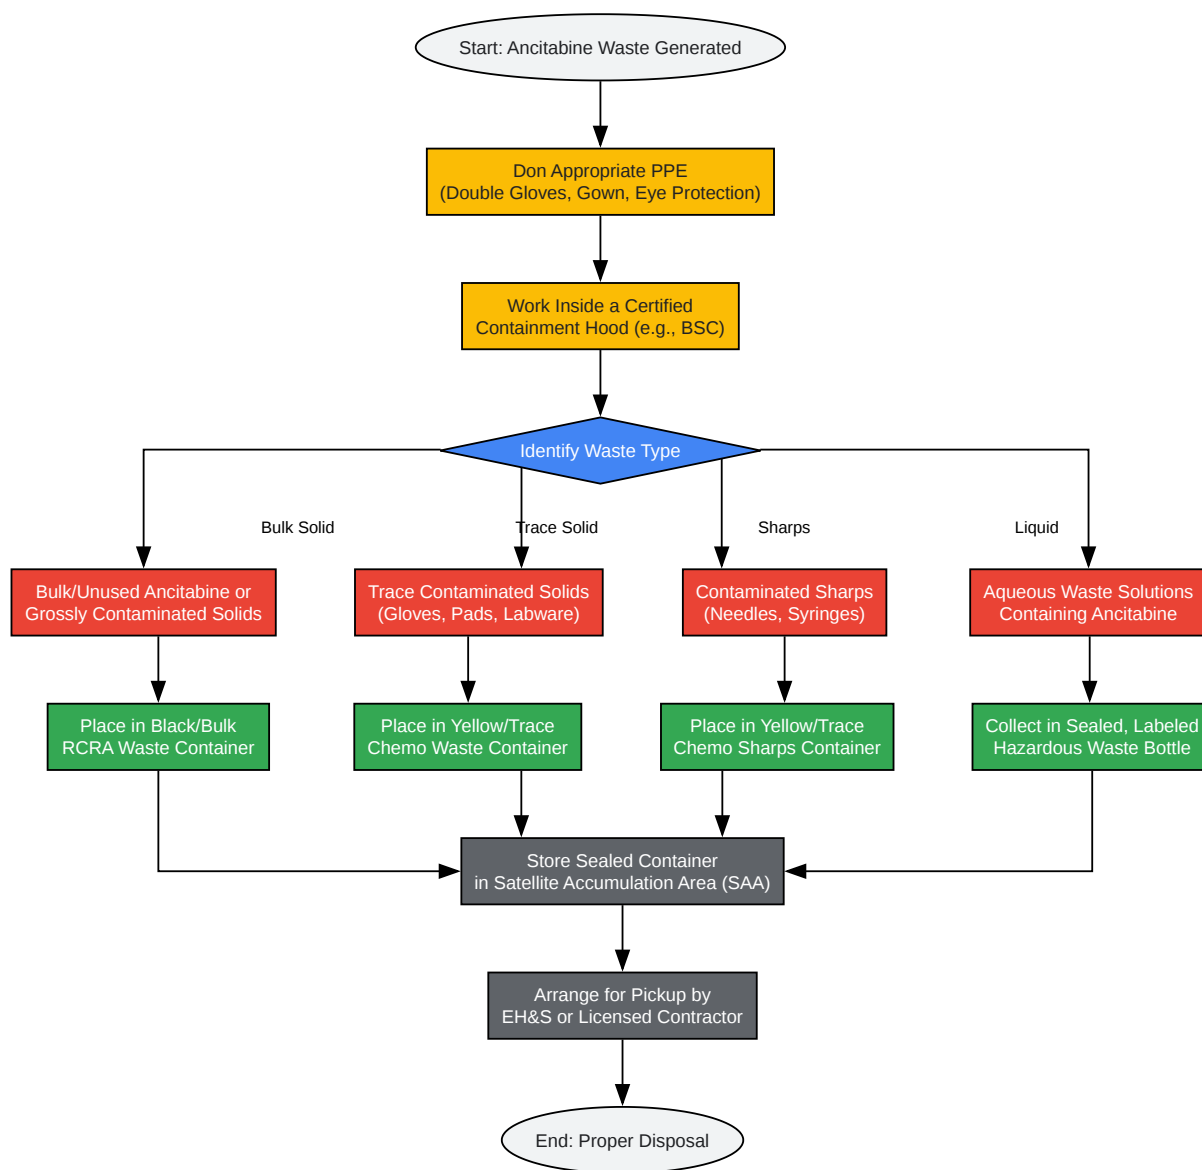 Start: Ancitabine Waste Generated
Don Appropriate PPE
(Double Gloves, Gown, Eye Protection)
Work Inside a Certified
Containment Hood (e.g., BSC)
Identify Waste Type
Bulk Solid
Trace Solid
Sharps
Liquid
Bulk/Unused Ancitabine or
Grossly Contaminated Solids
Trace Contaminated Solids
(Gloves, Pads, Labware)
Contaminated Sharps
(Needles, Syringes)
Aqueous Waste Solutions
Containing Ancitabine
Place in Black/Bulk
RCRA Waste Container
Place in Yellow/Trace
Chemo Waste Container
Place in Yellow/Trace
Chemo Sharps Container
Collect in Sealed, Labeled
Hazardous Waste Bottle
Store Sealed Container
in Satellite Accumulation Area (SAA)
Arrange for Pickup by
EH&S or Licensed Contractor
End: Proper Disposal